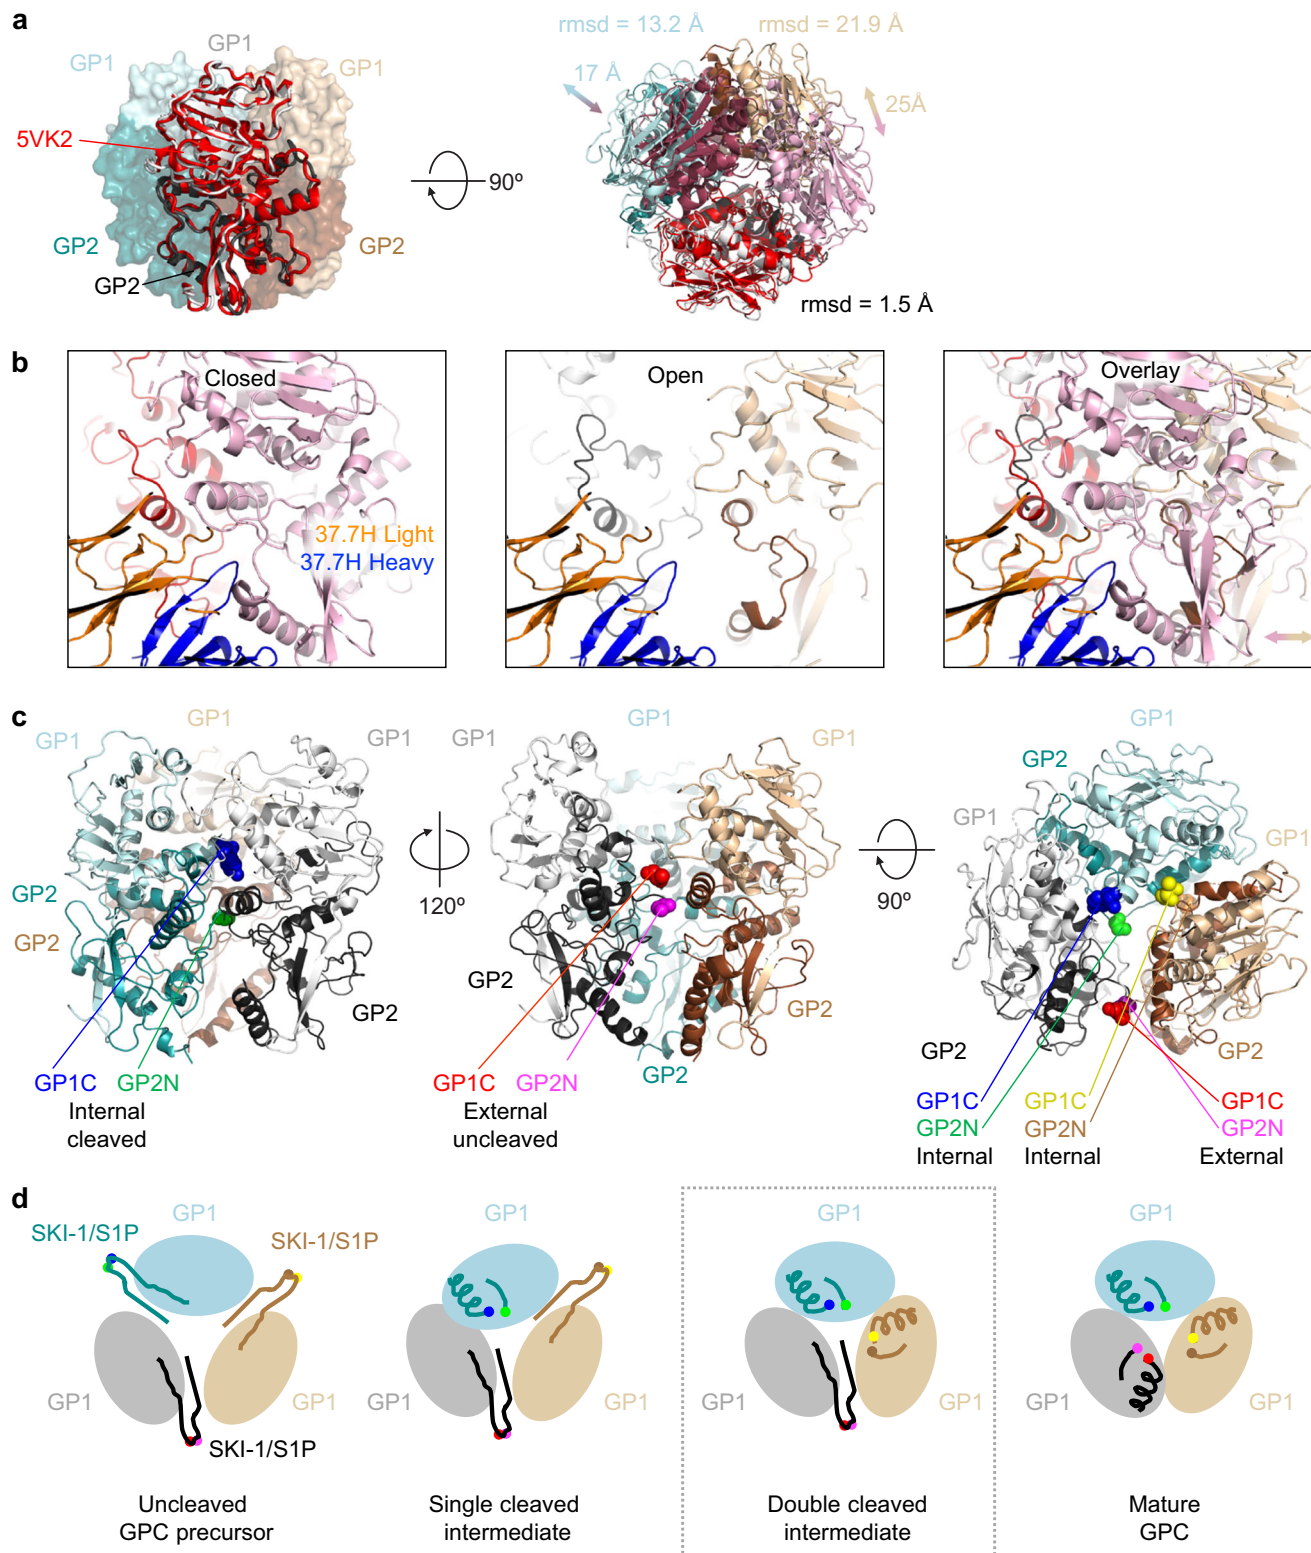 a
GP1
GP1
GP1
5VK2
GP2
GP2
GP2
90º
rmsd = 13.2 Å
rmsd = 21.9 Å
17 Å
25Å
rmsd = 1.5 Å
b
Closed
37.7H Light
37.7H Heavy
Open
Overlay
c
GP1
GP1
GP1
GP2
GP2
GP2
GP1C GP2N
Internal
cleaved
120º
GP1
GP1
GP1
GP2
GP2
GP2
GP1C GP2N
External
uncleaved
90º
GP1
GP2
GP1
GP1
GP2
GP2
GP1C
GP2N
Internal
GP1C
GP2N
Internal
GP1C
GP2N
External
d
SKI-1/S1P
GP1
SKI-1/S1P
GP1
GP1
SKI-1/S1P
Uncleaved
GPC precursor
GP1
GP1
GP1
Single cleaved
intermediate
GP1
GP1
GP1
Double cleaved
intermediate
GP1
GP1
GP1
Mature
GPC